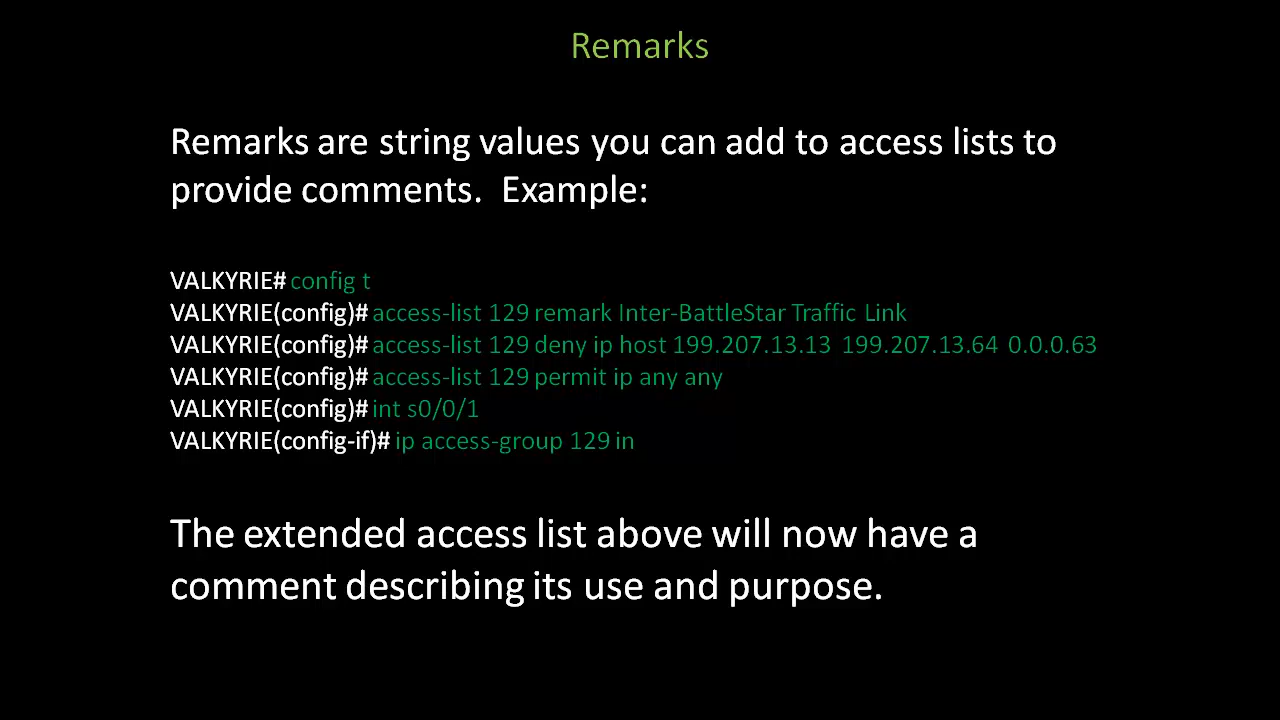 Remarks
Remarks are string values you can add to access lists to
provide comments.  Example:
VALKYRIE# config t
VALKYRIE(config)# access-list 129 remark Inter-BattleStar Traffic Link
VALKYRIE(config)# access-list 129 deny ip host 199.207.13.13  199.207.13.64  0.0.0.63
VALKYRIE(config)# access-list 129 permit ip any any
VALKYRIE(config)# int s0/0/1
VALKYRIE(config-if)# ip access-group 129 in
The extended access list above will now have a
comment describing its use and purpose.